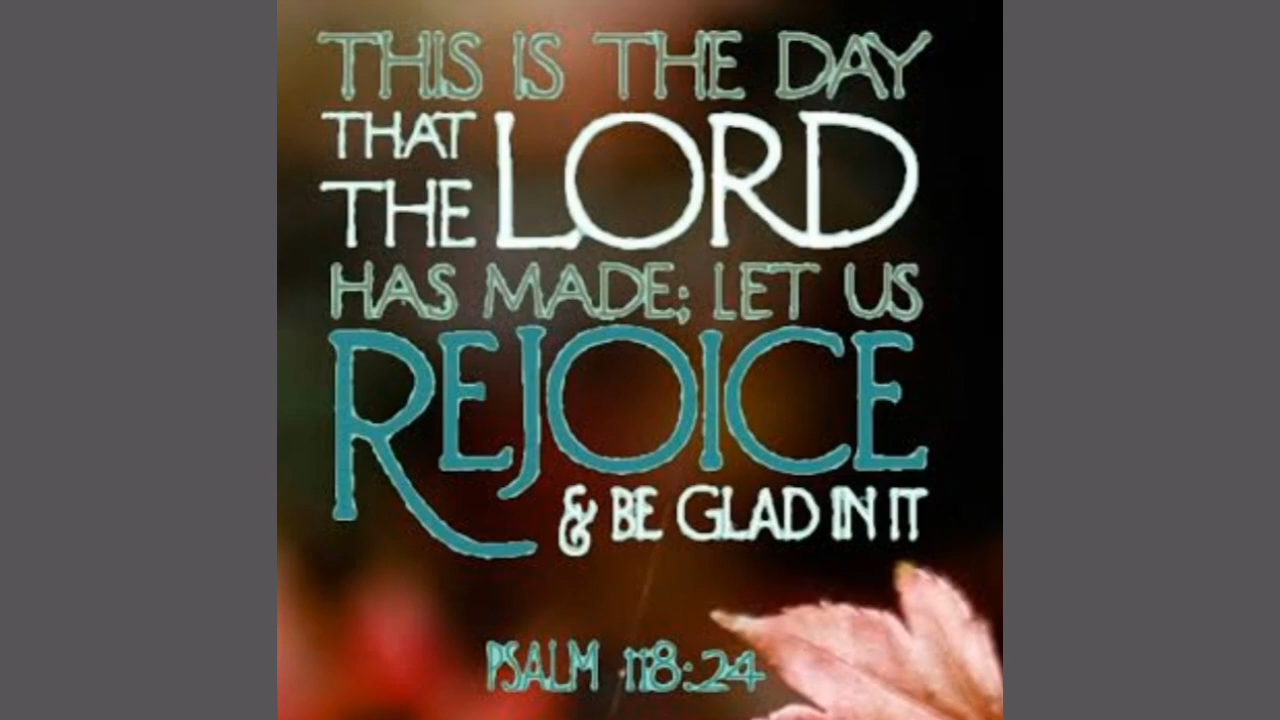 THIS IS THE DAY
THAT THE LORD
HAS MADE; LET US
REJOICE
& BE GLAD IN IT
PSALM 118:24